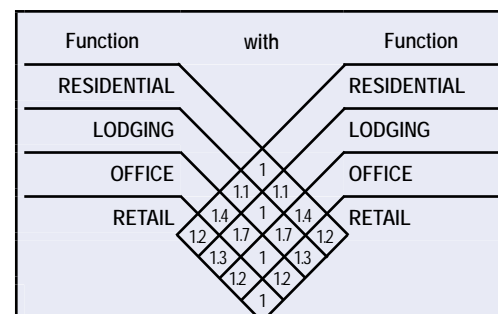 Function with Function
RESIDENTIAL RESIDENTIAL
LODGING LODGING
OFFICE OFFICE
RETAIL RETAIL
1
1.1 1.1
1.4 1 1.4
1.2 1.7 1.7 1.2
1.3 1 1.3
1.2 1.2
1